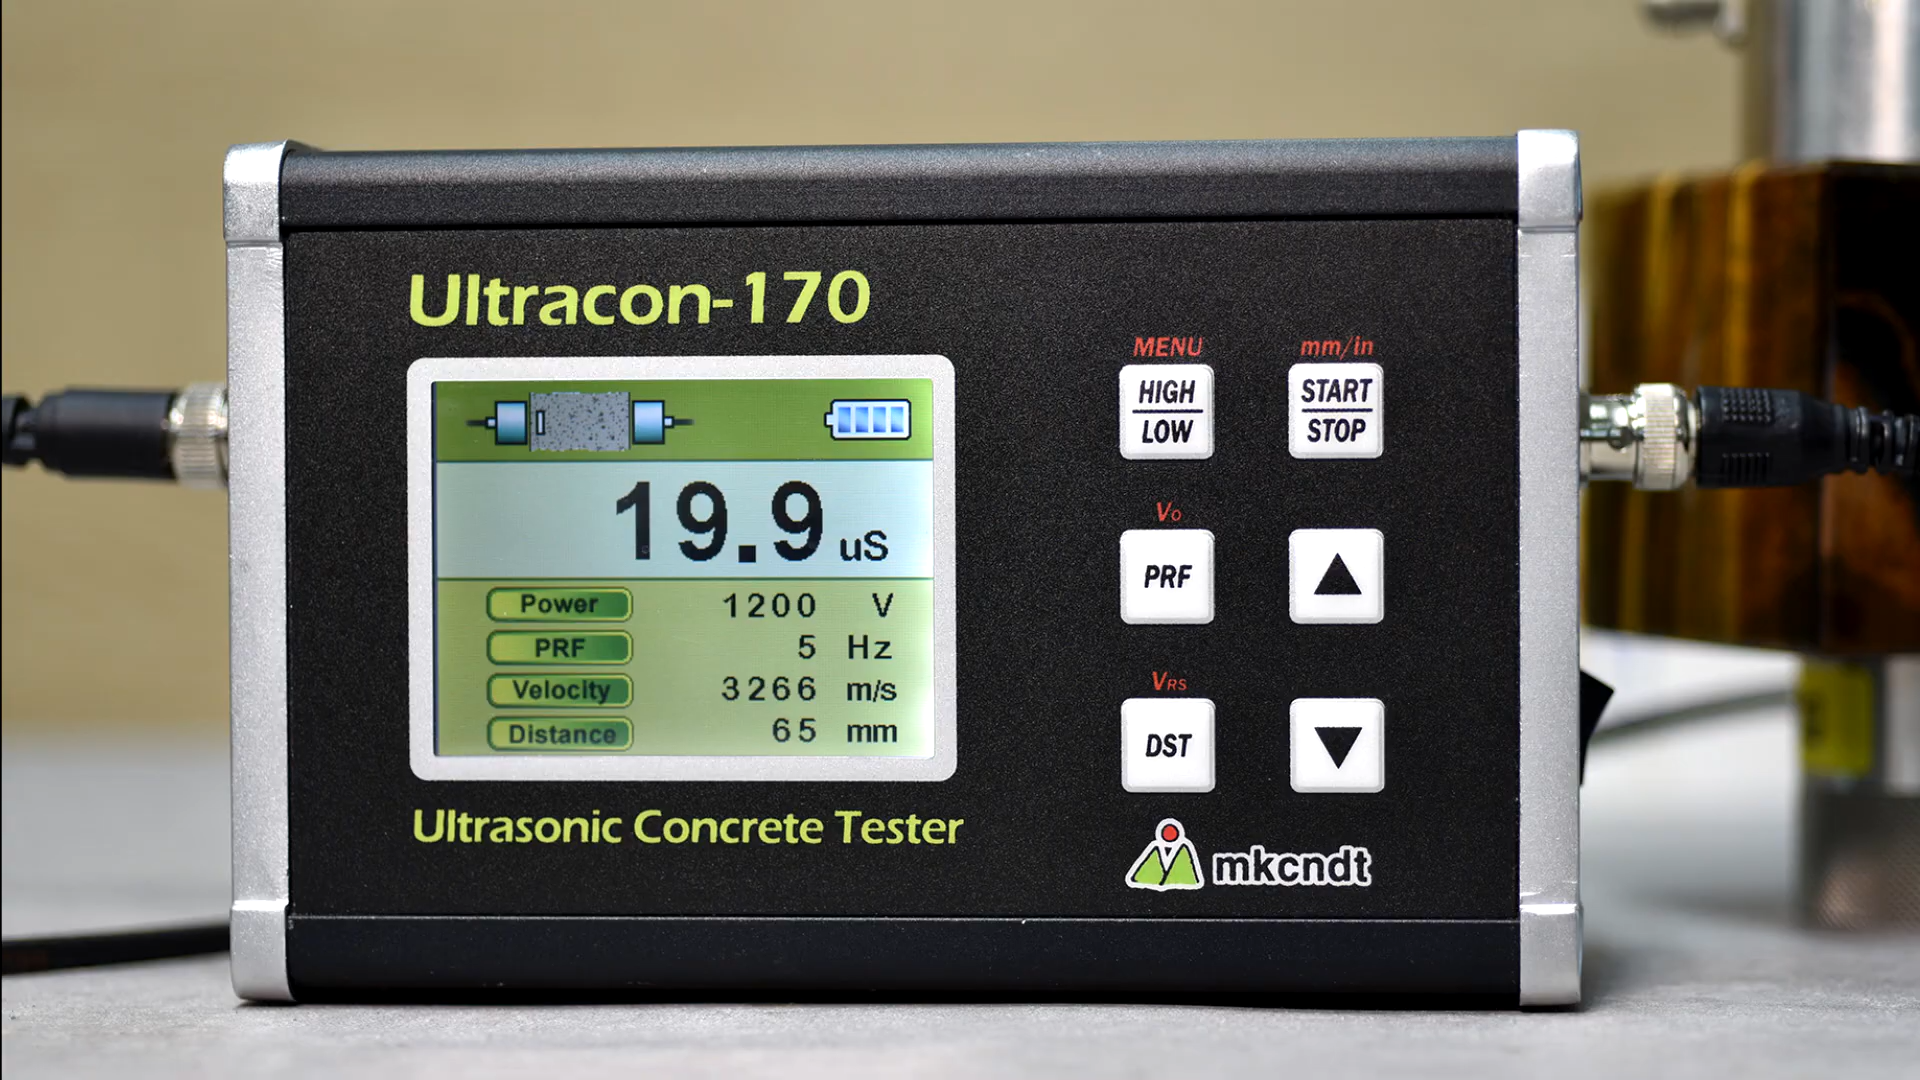 Ultracon-170
19.9 uS
Power 1200 V
PRF 5 Hz
Velocity 3266 m/s
Distance 65 mm
Ultrasonic Concrete Tester
MENU
HIGH
LOW
mm/in
START
STOP
Vo
PRF
VRS
DST
mkcndt